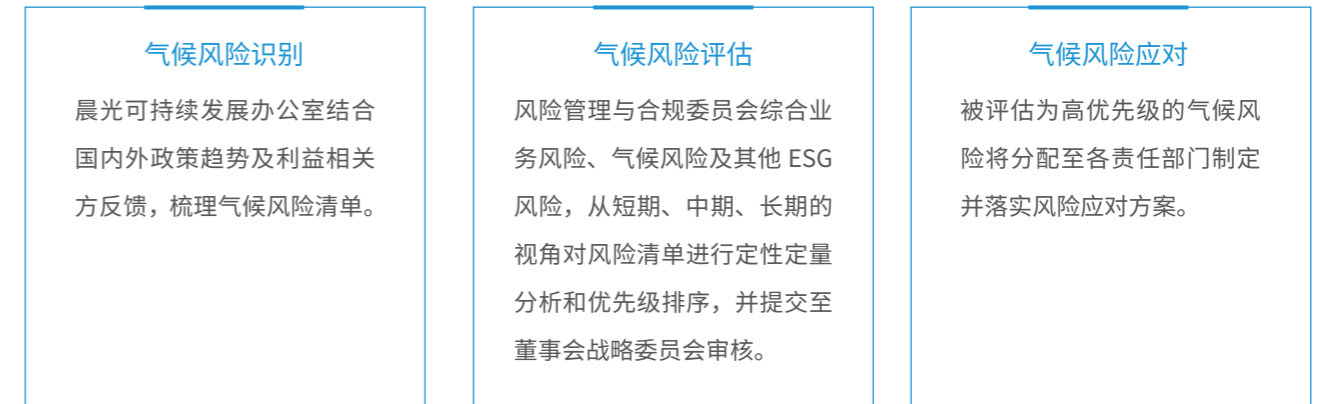 气候风险识别
晨光可持续发展办公室结合
国内外政策趋势及利益相关
方反馈，梳理气候风险清单。
气候风险评估
风险管理与合规委员会综合业
务风险、气候风险及其他 ESG
风险，从短期、中期、长期的
视角对风险清单进行定性定量
分析和优先级排序，并提交至
董事会战略委员会审核。
气候风险应对
被评估为高优先级的气候风
险将分配至各责任部门制定
并落实风险应对方案。